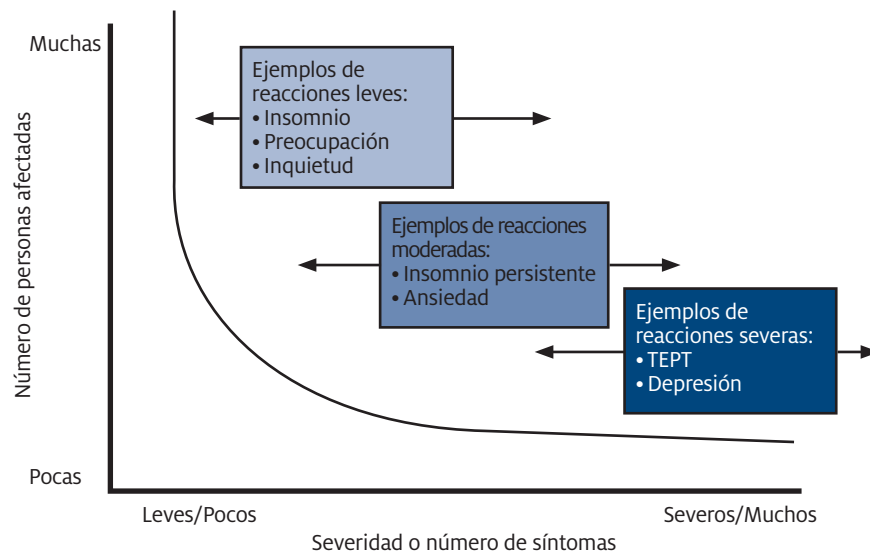 Muchas
Número de personas afectadas
Pocas
Ejemplos de
reacciones leves:
• Insomnio
• Preocupación
• Inquietud
Ejemplos de reacciones
moderadas:
• Insomnio persistente
• Ansiedad
Ejemplos de
reacciones severas:
• TEPT
• Depresión
Leves/Pocos
Severos/Muchos
Severidad o número de síntomas